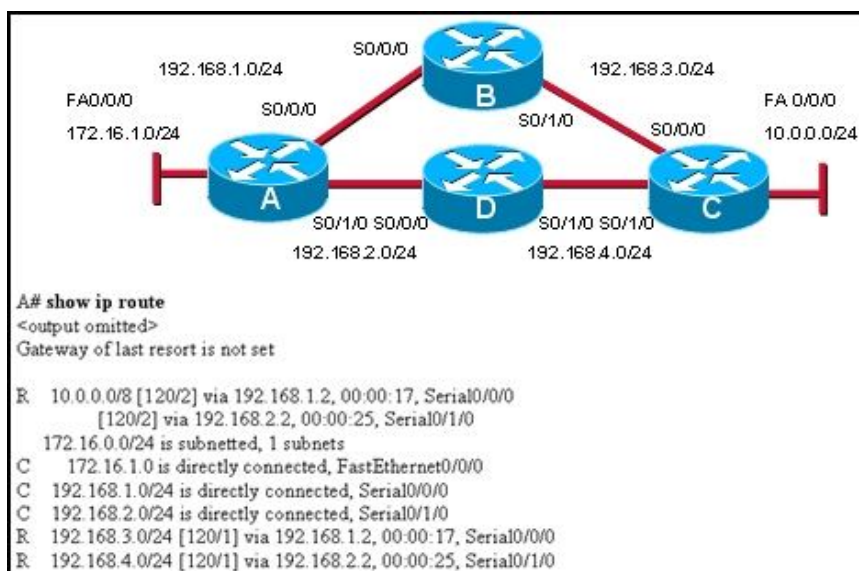 S0/0/0
192.168.1.0/24
192.168.3.0/24
B
FA0/0/0
S0/0/0
S0/1/0
S0/0/0
FA 0/0/0
172.16.1.0/24
10.0.0.0/24
A
D
C
S0/1/0 S0/0/0
S0/1/0 S0/1/0
192.168.2.0/24
192.168.4.0/24
A# show ip route
<output omitted>
Gateway of last resort is not set
R 10.0.0.0/8 [120/2] via 192.168.1.2, 00:00:17, Serial0/0/0
[120/2] via 192.168.2.2, 00:00:25, Serial0/1/0
172.16.0.0/24 is subnetted, 1 subnets
C 172.16.1.0 is directly connected, FastEthernet0/0/0
C 192.168.1.0/24 is directly connected, Serial0/0/0
C 192.168.2.0/24 is directly connected, Serial0/1/0
R 192.168.3.0/24 [120/1] via 192.168.1.2, 00:00:17, Serial0/0/0
R 192.168.4.0/24 [120/1] via 192.168.2.2, 00:00:25, Serial0/1/0